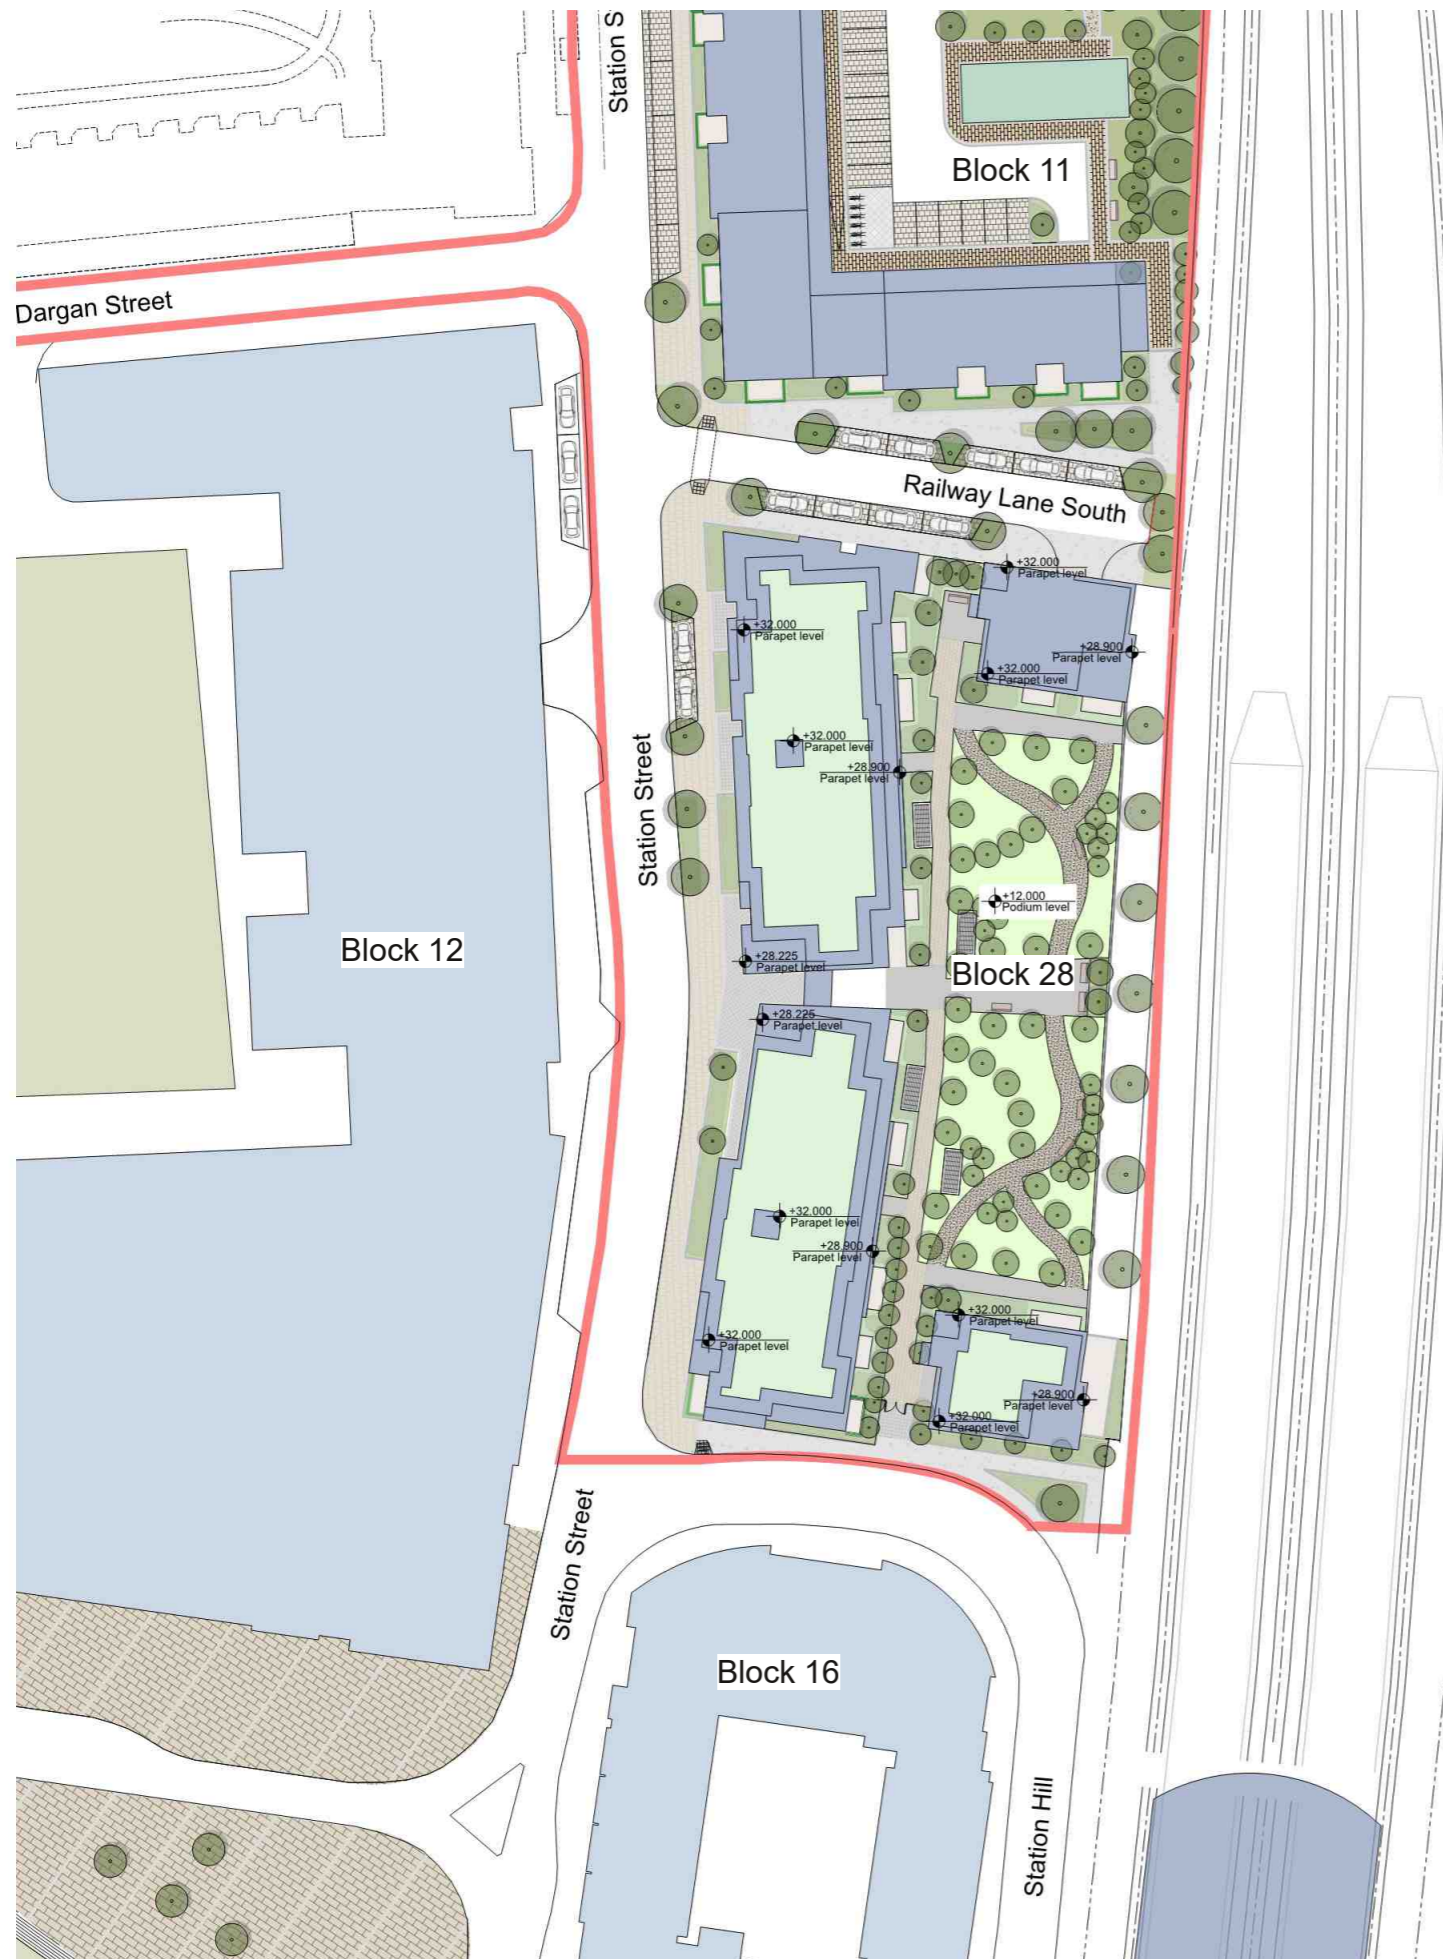 Station S
Block 11
Dargan Street
Railway Lane South
+32.000
Parapet level
+32.000
Parapet level
+28.900
Parapet level
+32.000
Parapet level
+32.000
Parapet level
+28.900
Parapet level
Station Street
+12.000
Podium level
Block 12
+28.225
Parapet level
Block 28
+28.225
Parapet level
+32.000
Parapet level
+28.900
Parapet level
+32.000
Parapet level
+32.000
Parapet level
+28.900
Parapet level
+32.000
Parapet level
Station Street
Block 16
Station Hill